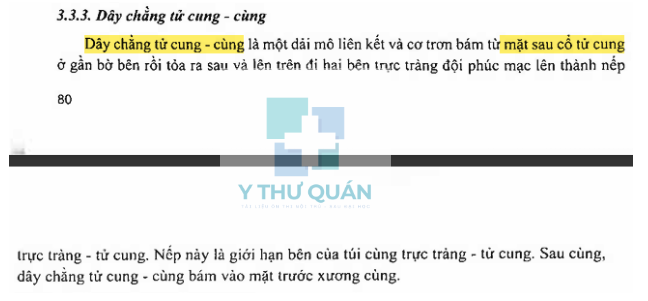 3.3.3. Dây chằng tử cung - cùng
Dây chằng tử cung - cùng là một dải mô liên kết và cơ trơn bám từ mặt sau cổ tử cung
ở gần bờ bên rồi tỏa ra sau và lên trên đi hai bên trực tràng đội phúc mạc lên thành nếp
80
Y THƯ QUÁN
trực tràng - tử cung. Nếp này là giới hạn bên của túi cùng trực tràng - tử cung. Sau cùng,
dây chằng tử cung - cùng bám vào mặt trước xương cùng.